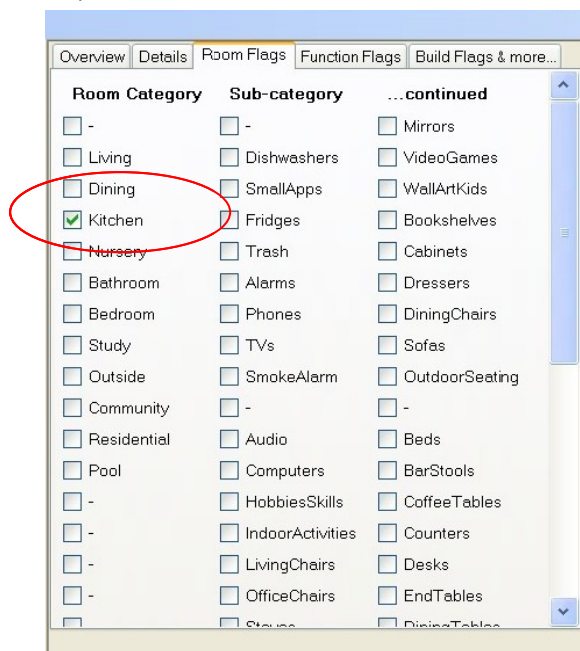 Overview Details Room Flags Function Flags Build Flags & more...
Room Category Sub-category ...continued
- - Mirrors
Living Dishwashers VideoGames
Dining SmallApps WallArtKids
Kitchen Fridges Bookshelves
Nursery Trash Cabinets
Bathroom Alarms Dressers
Bedroom Phones DiningChairs
Study TVs Sofas
Outside SmokeAlarm OutdoorSeating
Community - -
Residential Audio Beds
Pool Computers BarStools
- HobbiesSkills CoffeeTables
- IndoorActivities Counters
- LivingChairs Desks
- OfficeChairs EndTables
- Stoves DiningTables